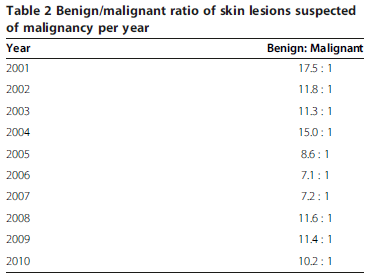 Table 2 Benign/malignant ratio of skin lesions suspected
of malignancy per year
Year Benign: Malignant
2001 17.5 : 1
2002 11.8 : 1
2003 11.3 : 1
2004 15.0 : 1
2005 8.6 : 1
2006 7.1 : 1
2007 7.2 : 1
2008 11.6 : 1
2009 11.4 : 1
2010 10.2 : 1